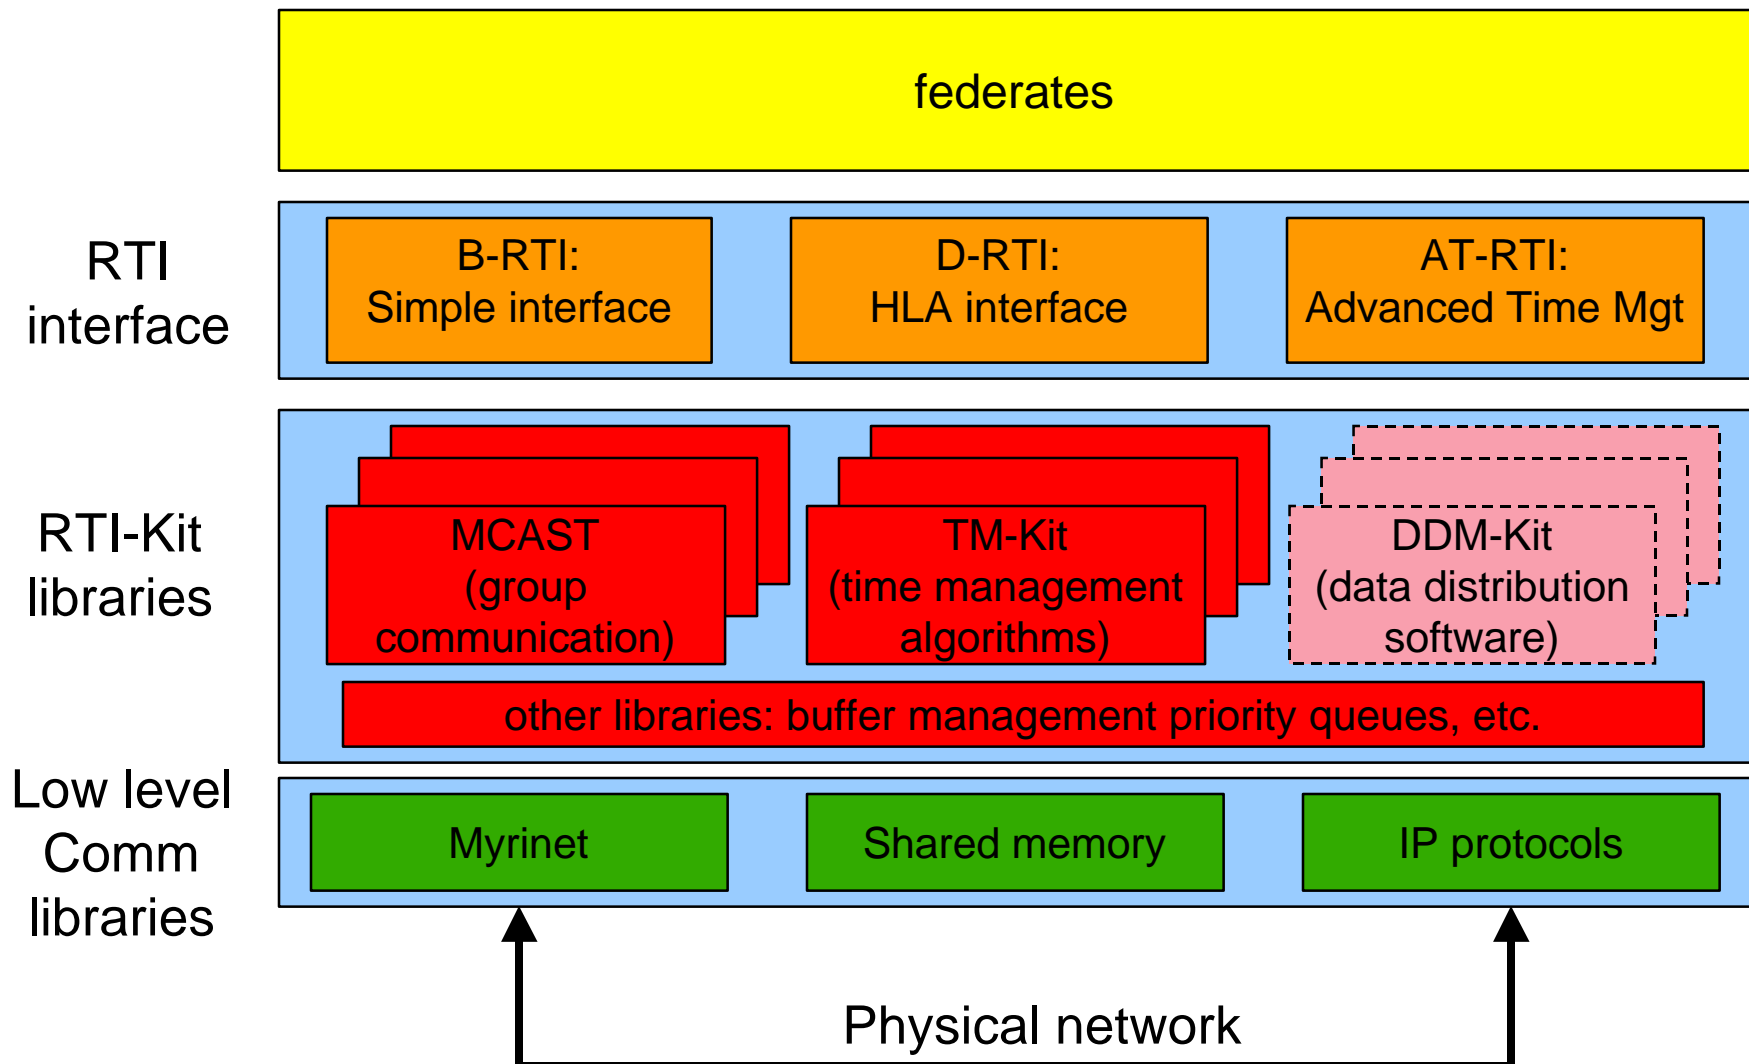 federates
RTI
interface
B-RTI:
Simple interface
D-RTI:
HLA interface
AT-RTI:
Advanced Time Mgt
RTI-Kit
libraries
MCAST
(group
communication)
TM-Kit
(time management
algorithms)
DDM-Kit
(data distribution
software)
other libraries: buffer management priority queues, etc.
Low level
Comm
libraries
Myrinet
Shared memory
IP protocols
Physical network